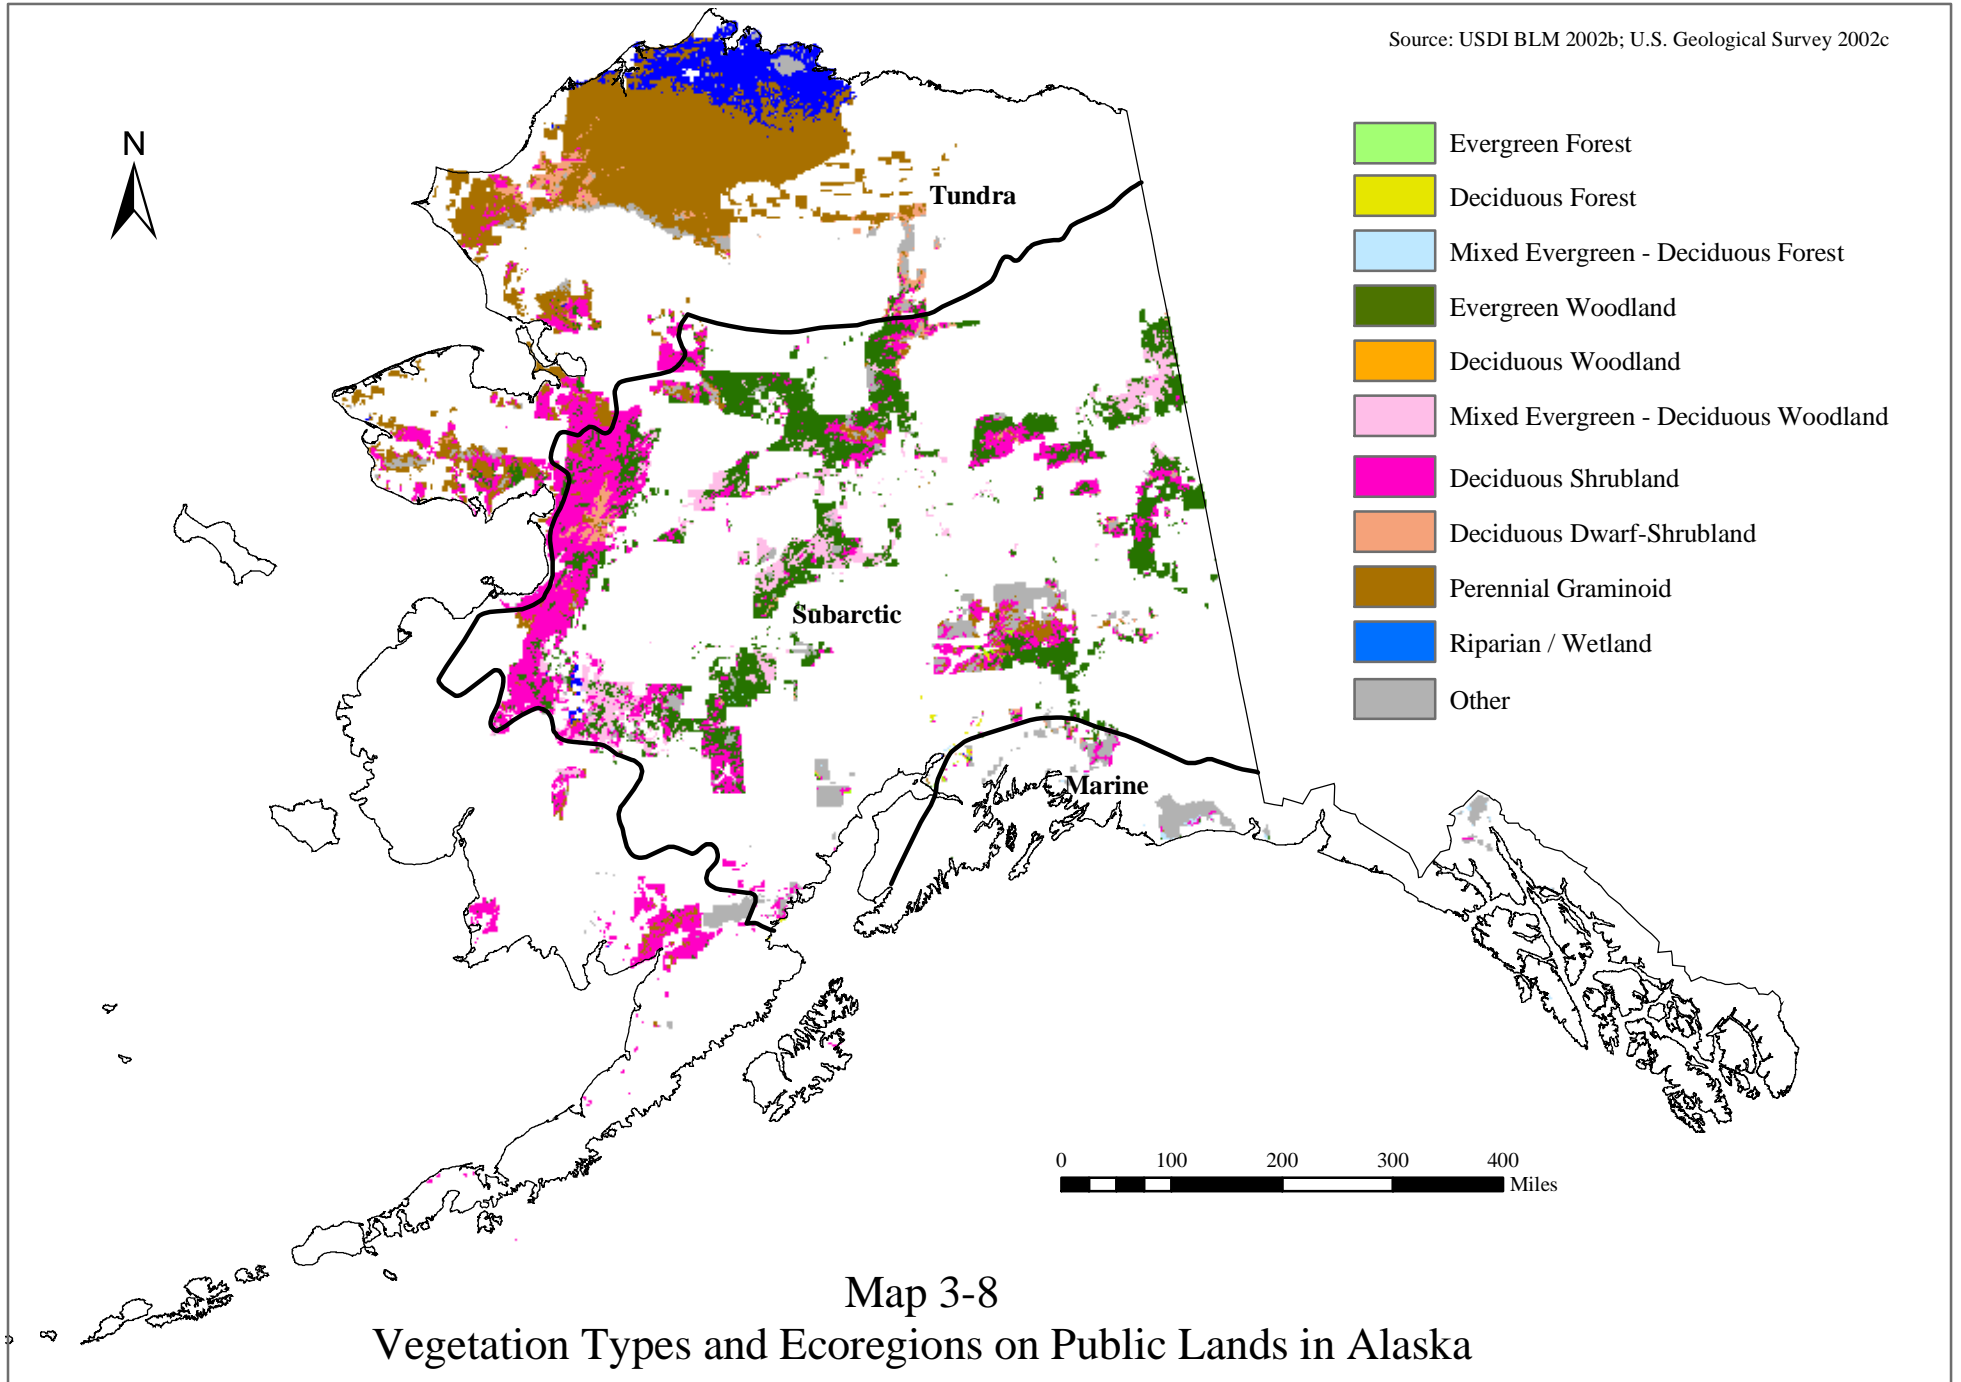 Source: USDI BLM 2002b; U.S. Geological Survey 2002c
N
Evergreen Forest
Deciduous Forest
Mixed Evergreen - Deciduous Forest
Evergreen Woodland
Deciduous Woodland
Mixed Evergreen - Deciduous Woodland
Deciduous Shrubland
Deciduous Dwarf-Shrubland
Perennial Graminoid
Riparian / Wetland
Other
Tundra
Subarctic
Marine
0 100 200 300 400
Miles
Map 3-8
Vegetation Types and Ecoregions on Public Lands in Alaska